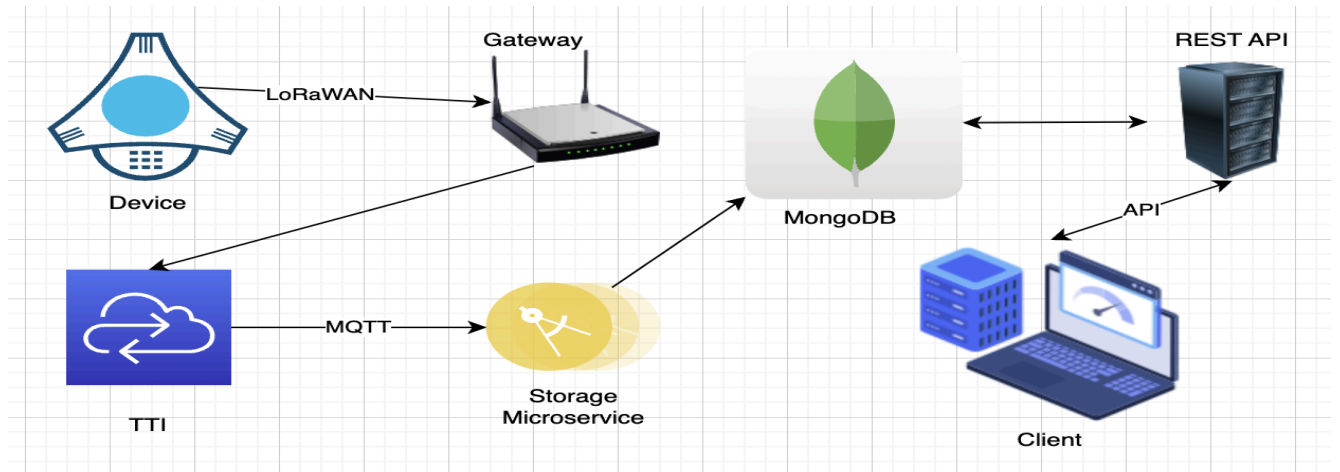 Gateway
REST API
LoRaWAN
Device
MongoDB
API
MQTT
TTI
Storage
Microservice
Client